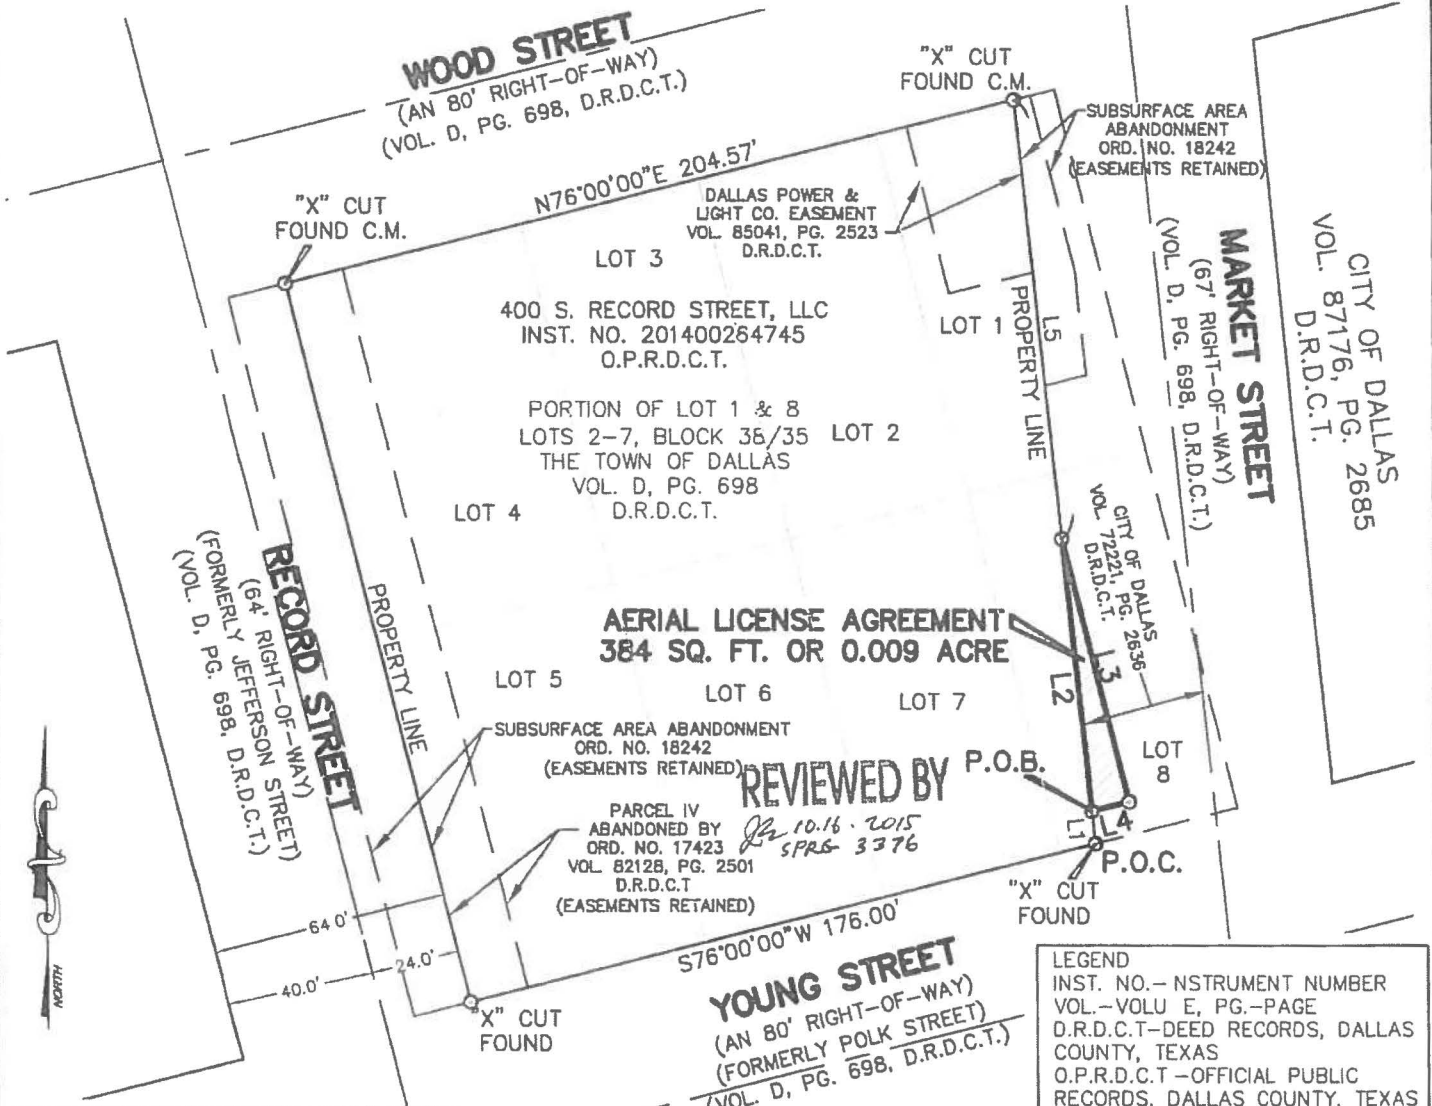 WOOD STREET
(AN 80' RIGHT-OF-WAY)
(VOL. D, PG. 698, D.R.D.C.T.)
"X" CUT
FOUND C.M.
SUBSURFACE AREA
ABANDONMENT
ORD. NO. 18242
(EASEMENTS RETAINED)
N76°00'00"E 204.57'
"X" CUT
FOUND C.M.
DALLAS POWER &
LIGHT CO. EASEMENT
VOL. 85041, PG. 2523
D.R.D.C.T.
LOT 3
400 S. RECORD STREET, LLC
INST. NO. 201400264745
O.P.R.D.C.T.
LOT 1
PROPERTY LINE
L5
MARKET STREET
(67' RIGHT-OF-WAY)
(VOL. D, PG. 698, D.R.D.C.T.)
CITY OF DALLAS
VOL. 87176, PG. 2685
D.R.D.C.T.
PORTION OF LOT 1 & 8
LOTS 2-7, BLOCK 38/35
THE TOWN OF DALLAS
VOL. D, PG. 698
D.R.D.C.T.
LOT 2
LOT 4
CITY OF DALLAS
VOL. 72221, PG. 2636
D.R.D.C.T.
RECORD STREET
(64' RIGHT-OF-WAY)
(FORMERLY JEFFERSON STREET)
(VOL. D, PG. 698, D.R.D.C.T.)
PROPERTY LINE
AERIAL LICENSE AGREEMENT
384 SQ. FT. OR 0.009 ACRE
LOT 5
LOT 6
LOT 7
L2
L3
LOT
8
SUBSURFACE AREA ABANDONMENT
ORD. NO. 18242
(EASEMENTS RETAINED)
REVIEWED BY
10.16.2015
SPRG 3376
P.O.B.
L1
L4
P.O.C.
"X" CUT
FOUND
PARCEL IV
ABANDONED BY
ORD. NO. 17423
VOL. 82128, PG. 2501
D.R.D.C.T
(EASEMENTS RETAINED)
64.0'
24.0'
40.0'
S76°00'00"W 176.00'
"X" CUT
FOUND
NORTH
YOUNG STREET
(AN 80' RIGHT-OF-WAY)
(FORMERLY POLK STREET)
(VOL. D, PG. 698, D.R.D.C.T.)
LEGEND
INST. NO.- NSTRUMENT NUMBER
VOL.-VOLU E, PG.-PAGE
D.R.D.C.T-DEED RECORDS, DALLAS
COUNTY, TEXAS
O.P.R.D.C.T -OFFICIAL PUBLIC
RECORDS, DALLAS COUNTY, TEXAS